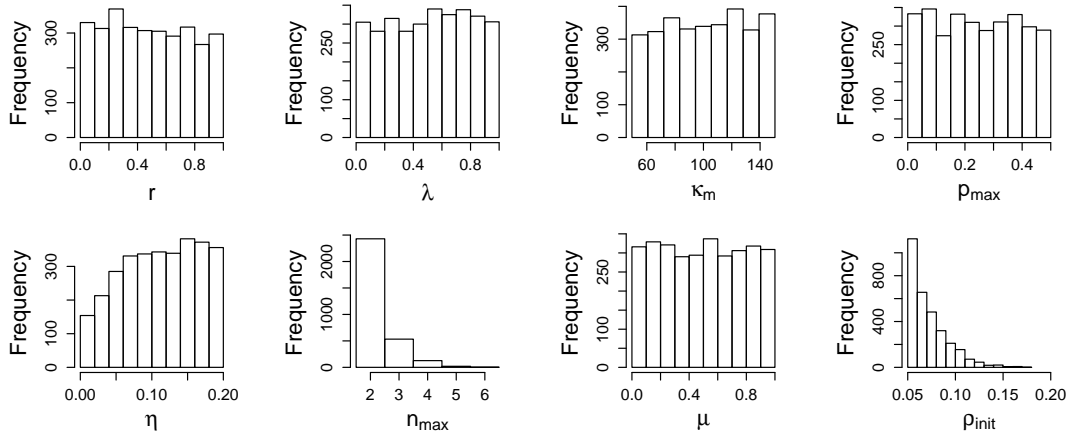 Frequency
0 100 300
0.0 0.4 0.8
r
Frequency
0 100 200 300
0.0 0.4 0.8
λ
Frequency
0 100 300
60 100 140
κm
Frequency
0 100 250
0.0 0.2 0.4
pmax
Frequency
0 100 300
0.00 0.10 0.20
η
Frequency
0 1000 2000
2 3 4 5 6
nmax
Frequency
0 100 250
0.0 0.4 0.8
μ
Frequency
0 400 800
0.05 0.10 0.15 0.20
ρinit